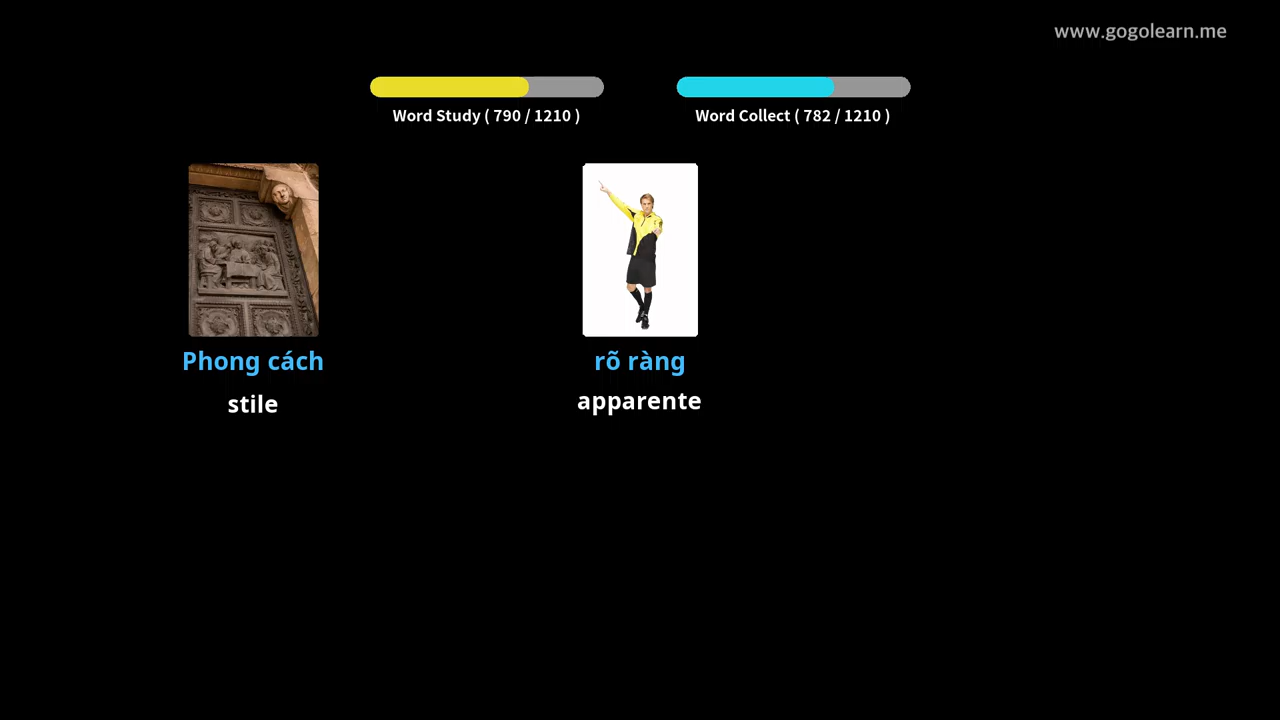 www.gogolearn.me
Word Study ( 790 / 1210 )
Word Collect ( 782 / 1210 )
Phong cách
stile
rõ ràng
apparente